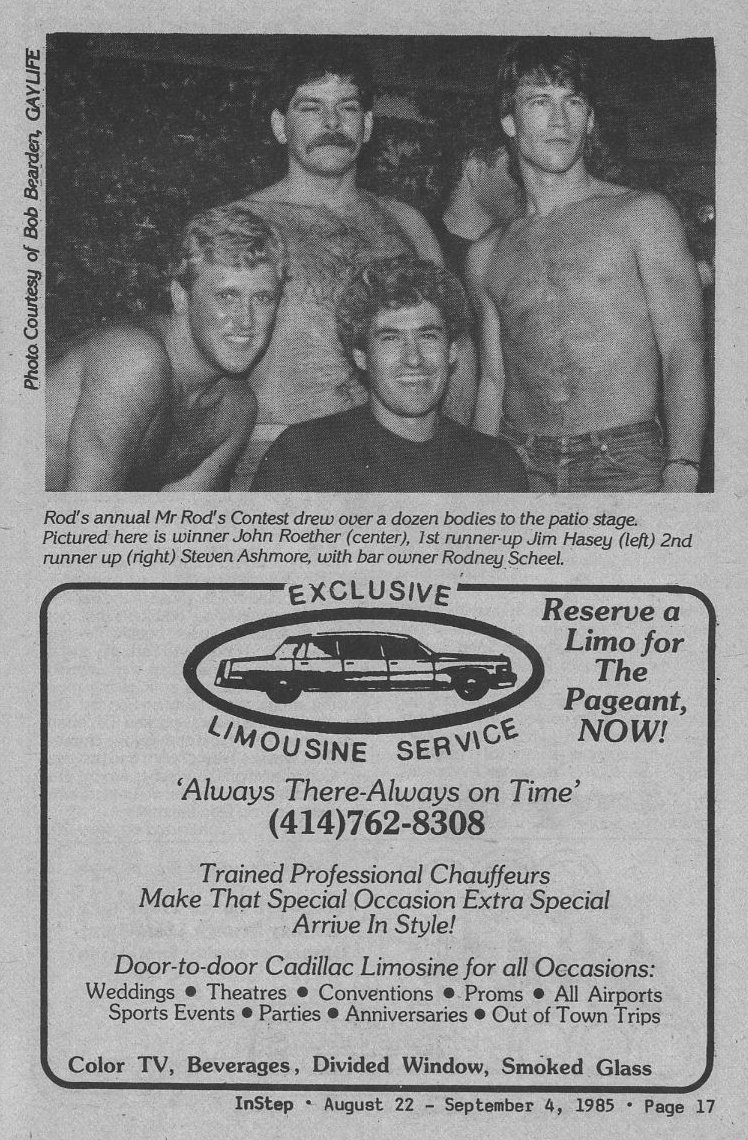 Photo Courtesy of Bob Bearden, GAYLIFE
Rod's annual Mr Rod's Contest drew over a dozen bodies to the patio stage.
Pictured here is winner John Roether (center), 1st runner-up Jim Hasey (left) 2nd
runner up (right) Steven Ashmore, with bar owner Rodney Scheel.
EXCLUSIVE
LIMOUSINE SERVICE
Reserve a
Limo for
The
Pageant,
NOW!
'Always There-Always on Time'
(414)762-8308
Trained Professional Chauffeurs
Make That Special Occasion Extra Special
Arrive In Style!
Door-to-door Cadillac Limosine for all Occasions:
Weddings • Theatres • Conventions • Proms • All Airports
Sports Events • Parties • Anniversaries • Out of Town Trips
Color TV, Beverages, Divided Window, Smoked Glass
InStep • August 22 - September 4, 1985 • Page 17